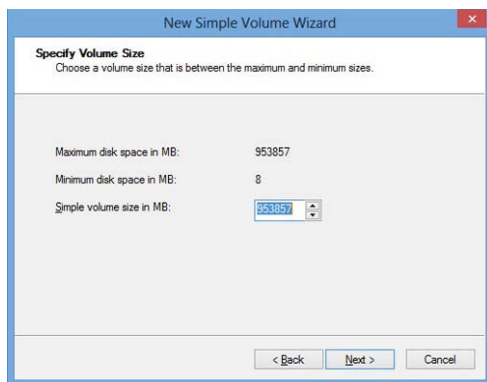 New Simple Volume Wizard
Specify Volume Size
Choose a volume size that is between the maximum and minimum sizes.
Maximum disk space in MB: 953857
Minimum disk space in MB: 8
Simple volume size in MB: 953857
< Back Next > Cancel